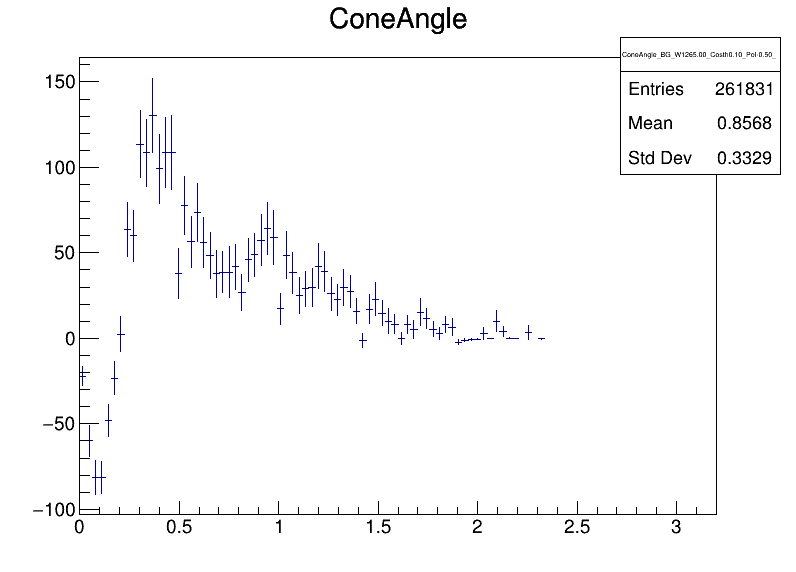 ConeAngle
ConeAngle_BG_W1265.00_Costh0.10_Pol-0.50_
Entries 261831
Mean 0.8568
Std Dev 0.3329
150
100
50
0
−50
−100
0 0.5 1 1.5 2 2.5 3